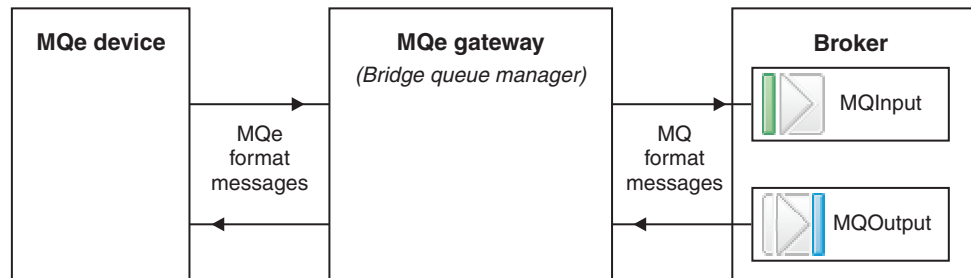 MQe device
MQe gateway
(Bridge queue manager)
Broker
MQInput
MQe
format
messages
MQ
format
messages
MQOutput